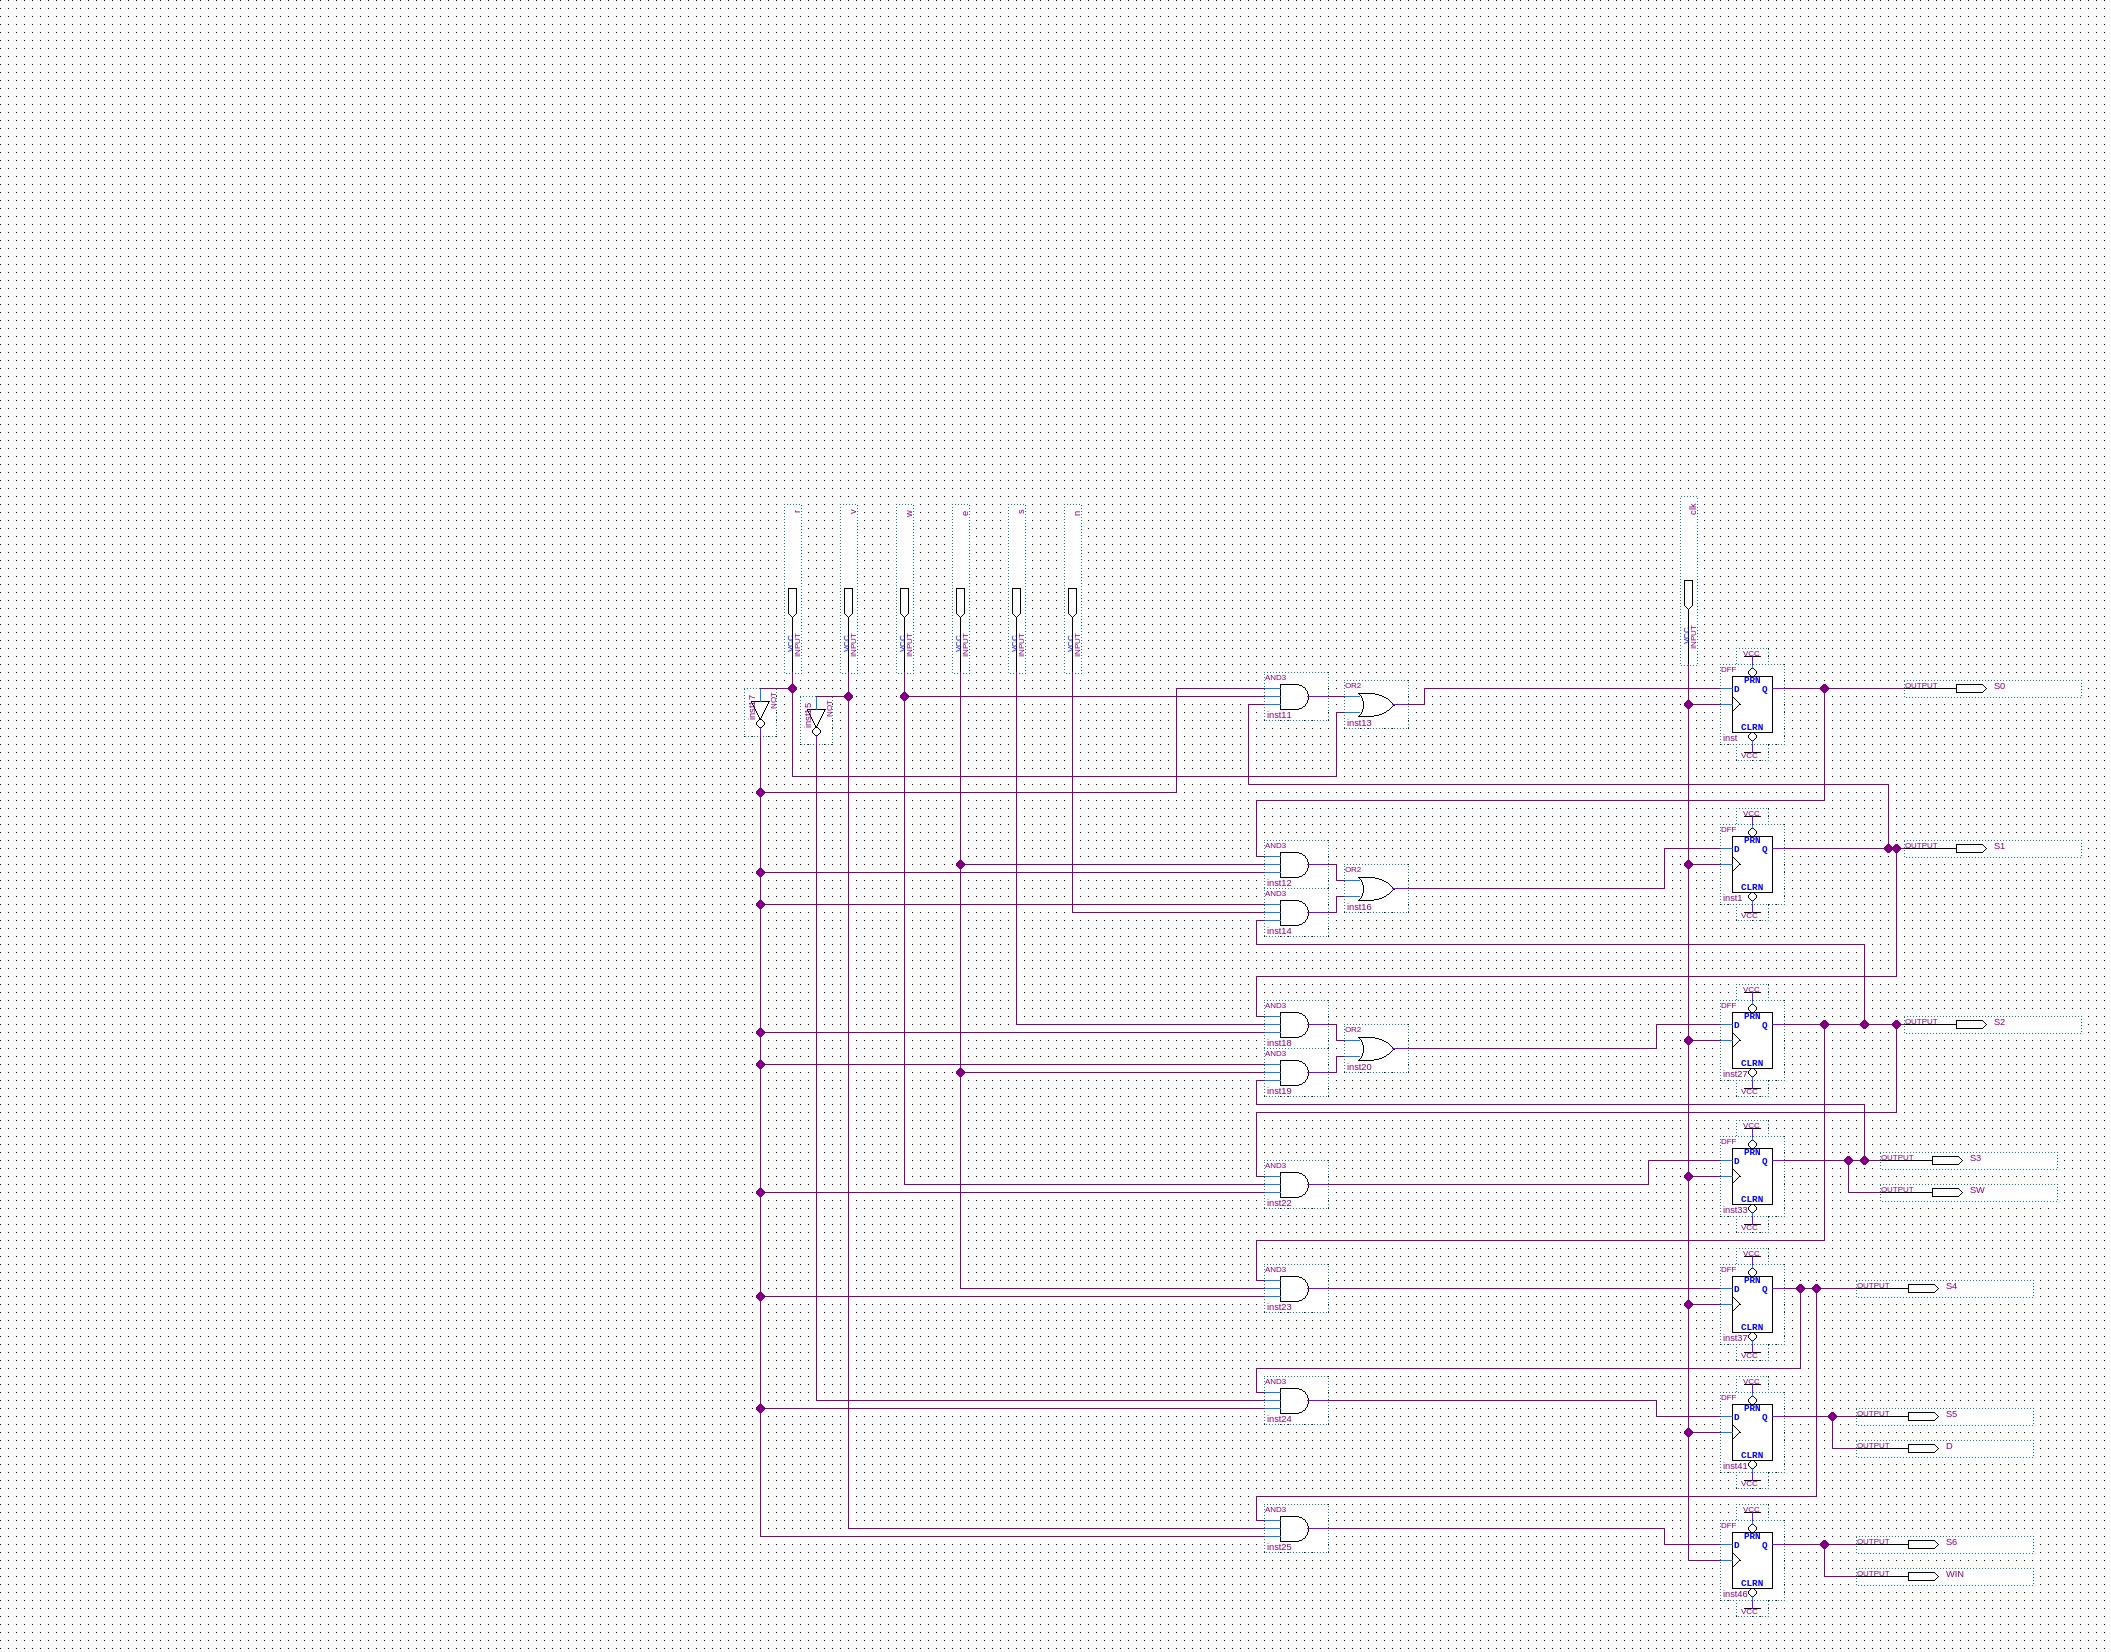 r
v
w
e
s
n
clk
VCC
INPUT
VCC
INPUT
VCC
INPUT
VCC
INPUT
VCC
INPUT
VCC
INPUT
VCC
INPUT
NOT
NOT
AND3
inst11
OR2
inst13
VCC
DFF
PRN
D Q
CLRN
inst
VCC
OUTPUT S0
AND3
inst12
AND3
inst14
OR2
inst16
VCC
DFF
PRN
D Q
CLRN
inst1
VCC
OUTPUT S1
AND3
inst18
AND3
inst19
OR2
inst20
VCC
DFF
PRN
D Q
CLRN
inst27
VCC
OUTPUT S2
AND3
inst22
VCC
DFF
PRN
D Q
CLRN
inst33
VCC
OUTPUT S3
OUTPUT SW
AND3
inst23
VCC
DFF
PRN
D Q
CLRN
inst37
VCC
OUTPUT S4
AND3
inst24
VCC
DFF
PRN
D Q
CLRN
inst41
VCC
OUTPUT S5
OUTPUT D
AND3
inst25
VCC
DFF
PRN
D Q
CLRN
inst46
VCC
OUTPUT S6
OUTPUT WIN